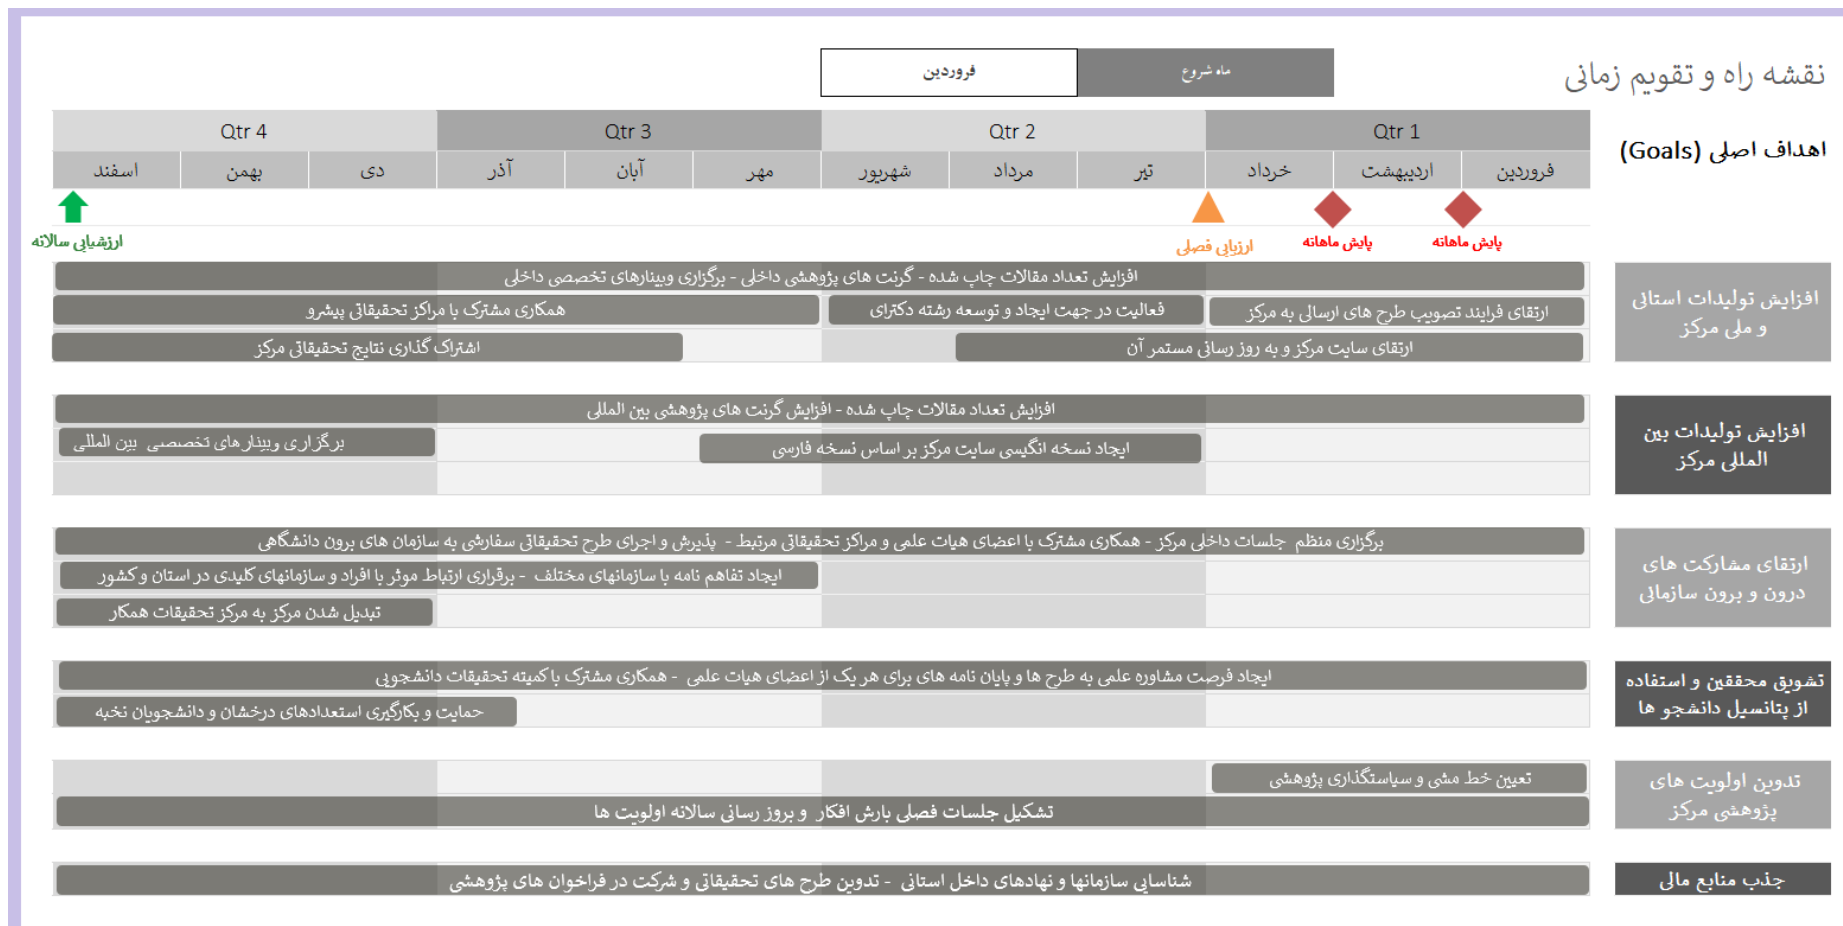 نقشه راه و تقویم زمانی
ماه شروع
فروردین
اهداف اصلی (Goals)
Qtr 1
Qtr 2
Qtr 3
Qtr 4
فروردین
اردیبهشت
خرداد
تیر
مرداد
شهریور
مهر
آبان
آذر
دی
بهمن
اسفند
پایش ماهانه
پایش ماهانه
ارزیابی فصلی
ارزشیابی سالانه
افزایش تولیدات استانی
و ملی مرکز
افزایش تعداد مقالات چاپ شده - گرنت های پژوهشی داخلی - برگزاری وبینارهای تخصصی داخلی
ارتقای فرایند تصویب طرح های ارسالی به مرکز
فعالیت در جهت ایجاد و توسعه رشته دکترای
همکاری مشترک با مراکز تحقیقاتی پیشرو
ارتقای سایت مرکز و به روز رسانی مستمر آن
اشتراک گذاری نتایج تحقیقاتی مرکز
افزایش تولیدات بین
المللی مرکز
افزایش تعداد مقالات چاپ شده - افزایش گرنت های پژوهشی بین المللی
ایجاد نسخه انگیسی سایت مرکز بر اساس نسخه فارسی
برگزاری وبینارهای تخصصی بین المللی
ارتقای مشارکت های
درون و برون سازمانی
برگزاری منظم جلسات داخلی مرکز - همکاری مشترک با اعضای هیات علمی و مراکز تحقیقاتی مرتبط - پذیرش و اجرای طرح تحقیقاتی سفارشی به سازمان های برون دانشگاهی
ایجاد تفاهم نامه با سازمانهای مختلف - برقراری ارتباط موثر با افراد و سازمانهای کلیدی در استان و کشور
تبدیل شدن مرکز به مرکز تحقیقات همکار
تشویق محققین و استفاده
از پتانسیل دانشجو ها
ایجاد فرصت مشاوره علمی به طرح ها و پایان نامه های برای هر یک از اعضای هیات علمی - همکاری مشترک با کمیته تحقیقات دانشجویی
حمایت و بکارگیری استعدادهای درخشان و دانشجویان نخبه
تدوین اولویت های
پژوهشی مرکز
تعیین خط مشی و سیاستگذاری پژوهشی
تشکیل جلسات فصلی بارش افکار و بروز رسانی سالانه اولویت ها
جذب منابع مالی
شناسایی سازمانها و نهادهای داخل استانی - تدوین طرح های تحقیقاتی و شرکت در فراخوان های پژوهشی